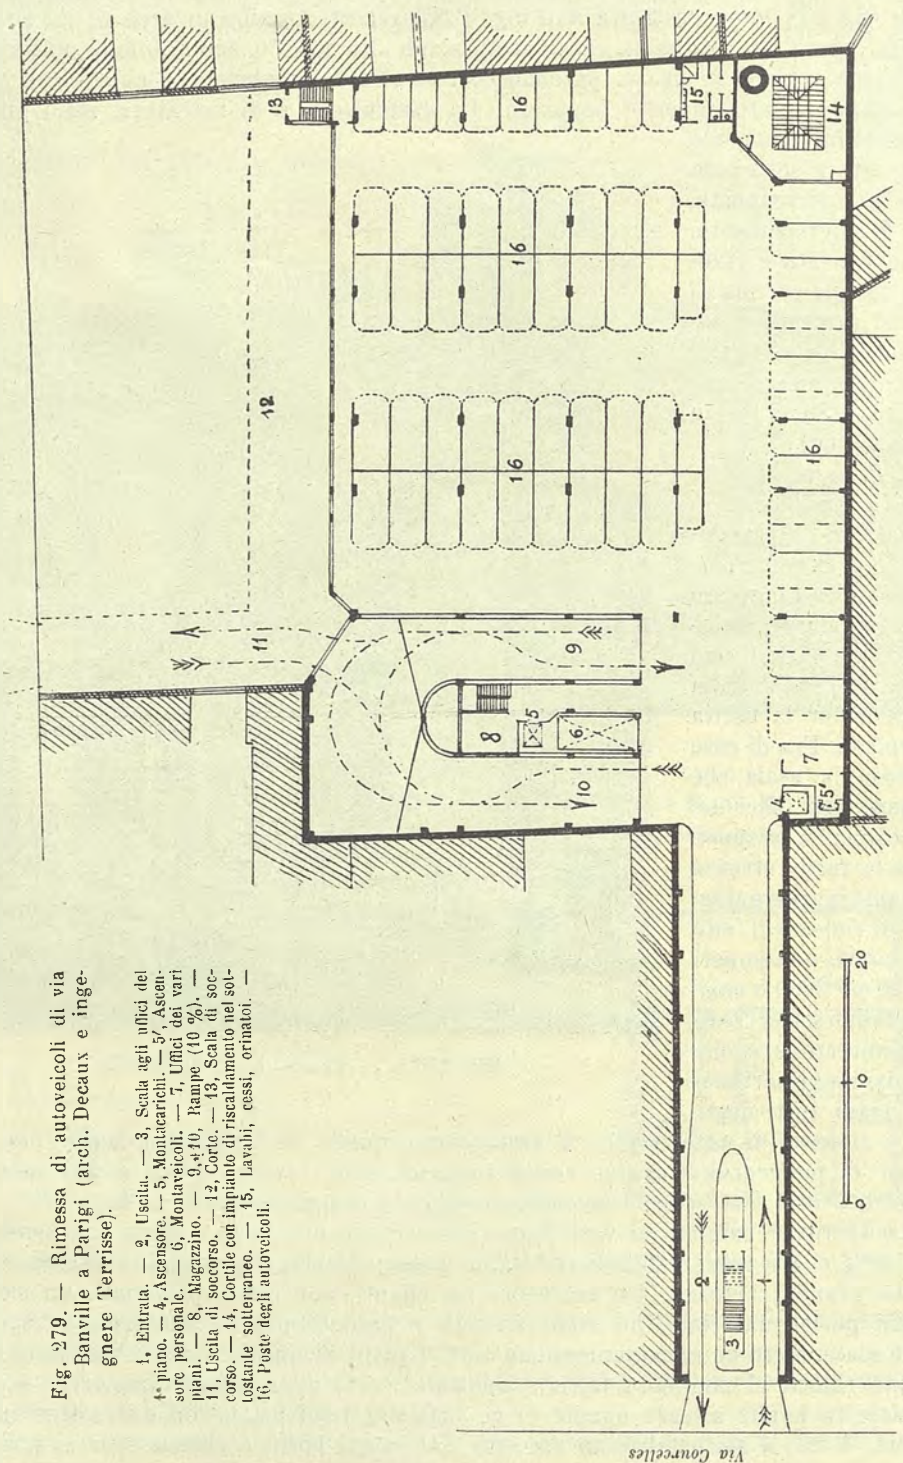 Fig. 279. — Rimessa di autoveicoli di via
Banville a Parigi (arch. Decaux e inge-
gnere Terrisse).
1, Entrata. — 2, Uscita. — 3, Scala agli uffici del
1° piano. — 4, Ascensore. — 5, Montacarichi. — 5', Ascen-
sore personale. — 6, Montaveicoli. — 7, Uffici dei vari
piani. — 8, Magazzino. — 9, e 10, Rampe (10 %). —
11, Uscita di soccorso. — 12, Corte. — 13, Scala di soc-
corso. — 14, Cortile con impianto di riscaldamento nel sot-
tostante sotterraneo. — 15, Lavabi, cessi, orinatoi. —
16, Posto degli autoveicoli.
13
16
15
14
12
16
16
16
11
9
8
5
6
10
7
4
5'
2
1
3
0 10 20
Via Courcelles